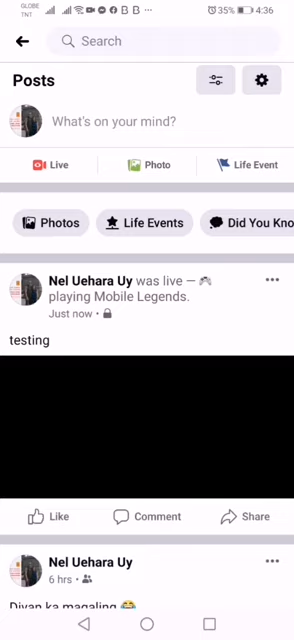 GLOBE
TNT
B B ...
35% 4:36
Search
Posts
What's on your mind?
Live Photo Life Event
Photos Life Events Did You Kno
Nel Uehara Uy was live —
playing Mobile Legends.
Just now •
testing
Like Comment Share
Nel Uehara Uy
6 hrs •
Diyan ka magaling 😂